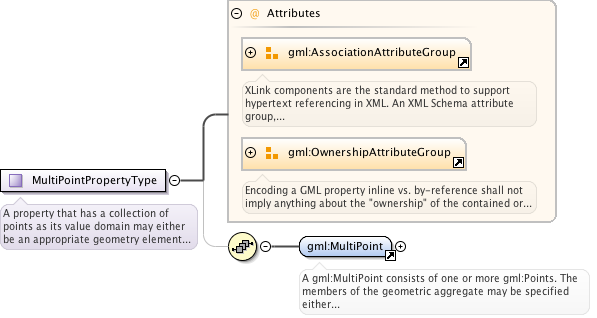 @ Attributes
gml:AssociationAttributeGroup
XLink components are the standard method to support
hypertext referencing in XML. An XML Schema attribute
group,...
gml:OwnershipAttributeGroup
Encoding a GML property inline vs. by-reference shall not
imply anything about the "ownership" of the contained or...
MultiPointPropertyType
A property that has a collection of
points as its value domain may either
be an appropriate geometry element...
gml:MultiPoint
A gml:MultiPoint consists of one or more gml:Points. The
members of the geometric aggregate may be specified
either...